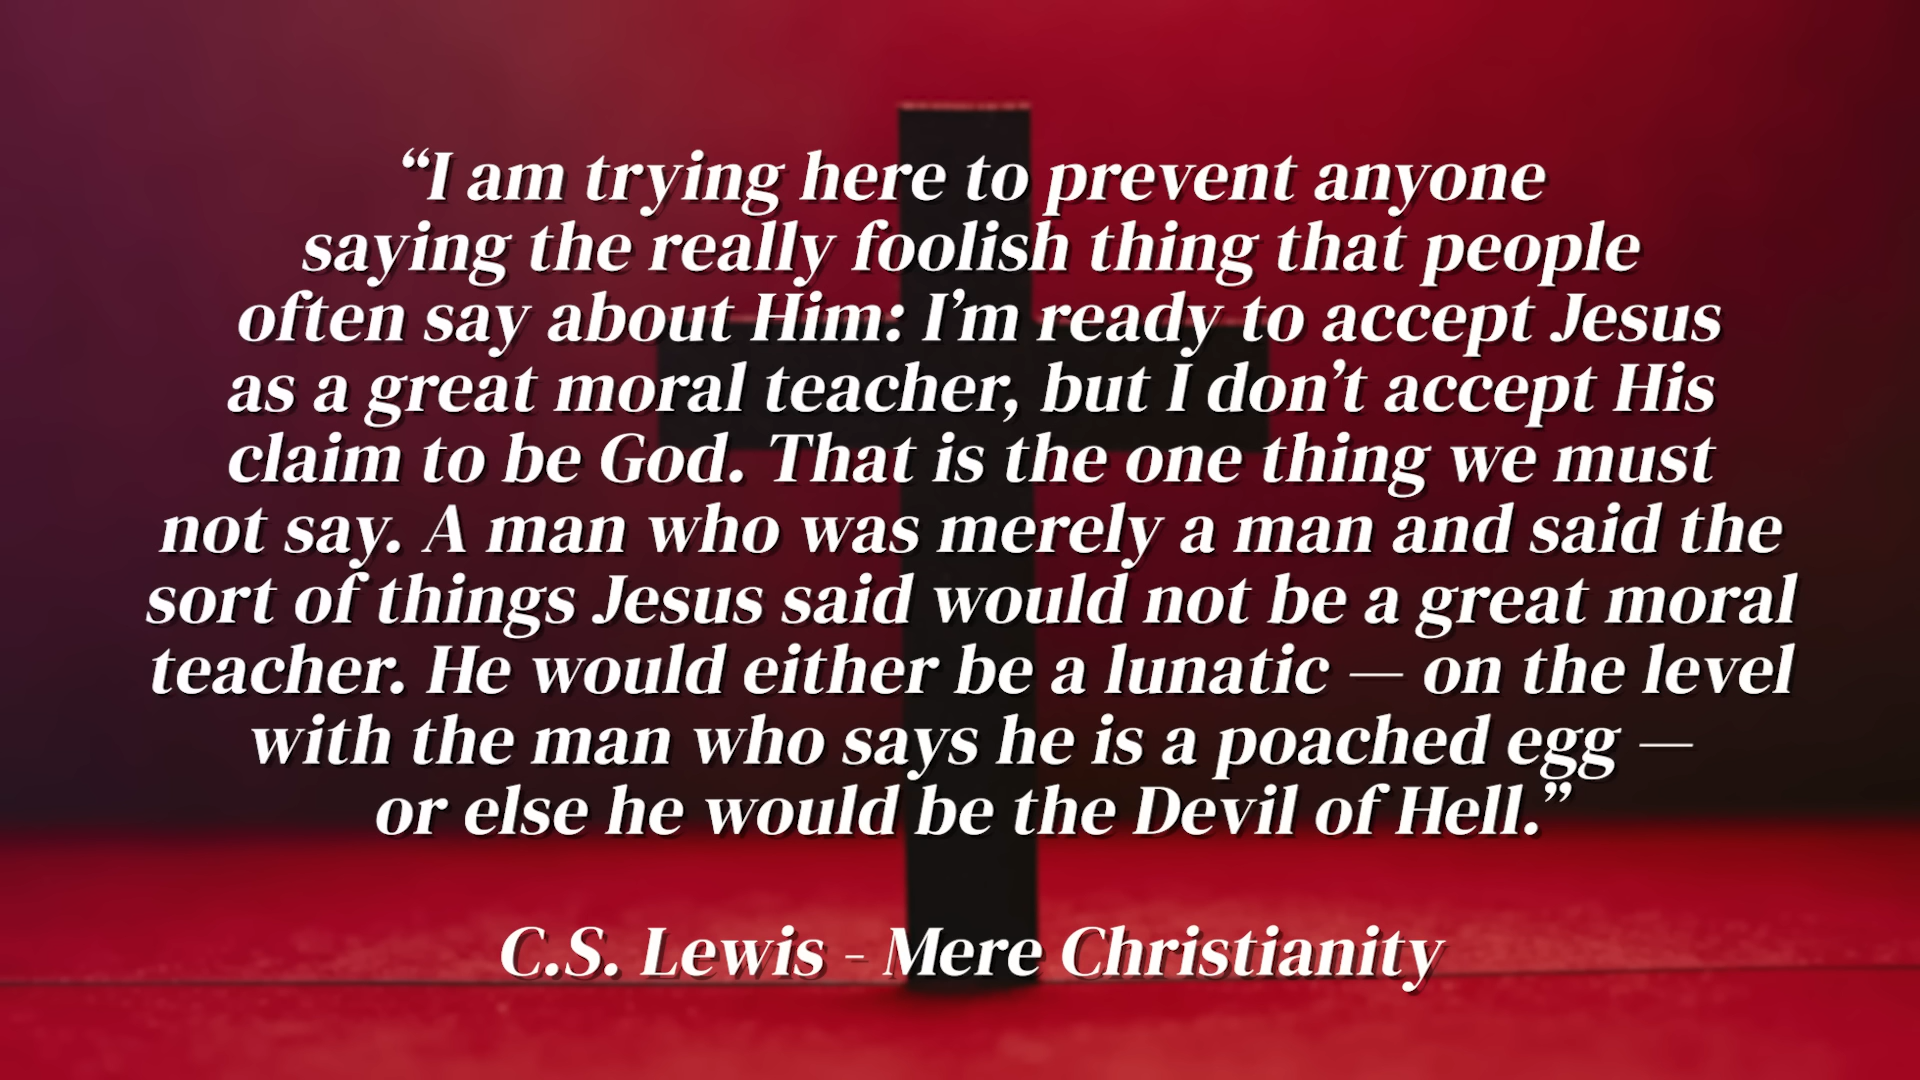 “I am trying here to prevent anyone
saying the really foolish thing that people
often say about Him: I’m ready to accept Jesus
as a great moral teacher, but I don’t accept His
claim to be God. That is the one thing we must
not say. A man who was merely a man and said the
sort of things Jesus said would not be a great moral
teacher. He would either be a lunatic — on the level
with the man who says he is a poached egg —
or else he would be the Devil of Hell.”
C.S. Lewis - Mere Christianity